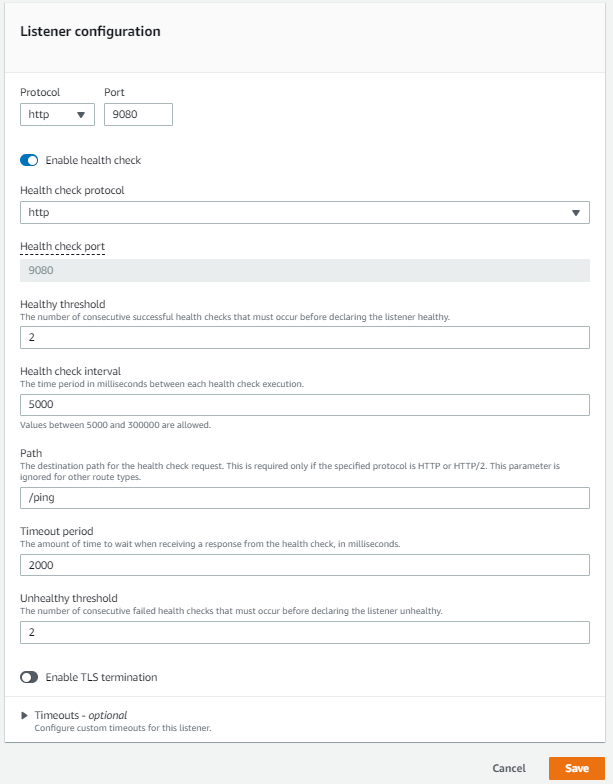 Listener configuration
Protocol Port
http 9080
Enable health check
Health check protocol
http
Health check port
9080
Healthy threshold
The number of consecutive successful health checks that must occur before declaring the listener healthy.
2
Health check interval
The time period in milliseconds between each health check execution.
5000
Values between 5000 and 300000 are allowed.
Path
The destination path for the health check request. This is required only if the specified protocol is HTTP or HTTP/2. This parameter is
ignored for other route types.
/ping
Timeout period
The amount of time to wait when receiving a response from the health check, in milliseconds.
2000
Unhealthy threshold
The number of consecutive failed health checks that must occur before declaring the listener unhealthy.
2
Enable TLS termination
Timeouts - optional
Configure custom timeouts for this listener.
Cancel Save